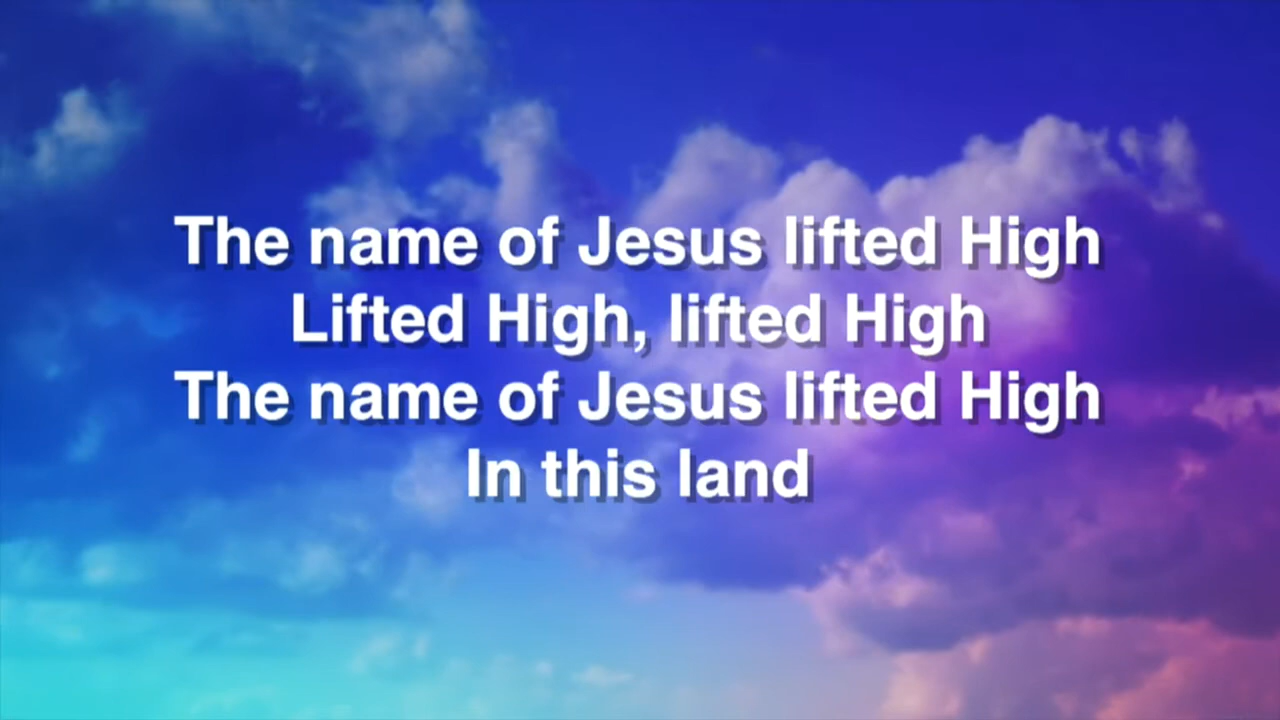 The name of Jesus lifted High
Lifted High, lifted High
The name of Jesus lifted High
In this land